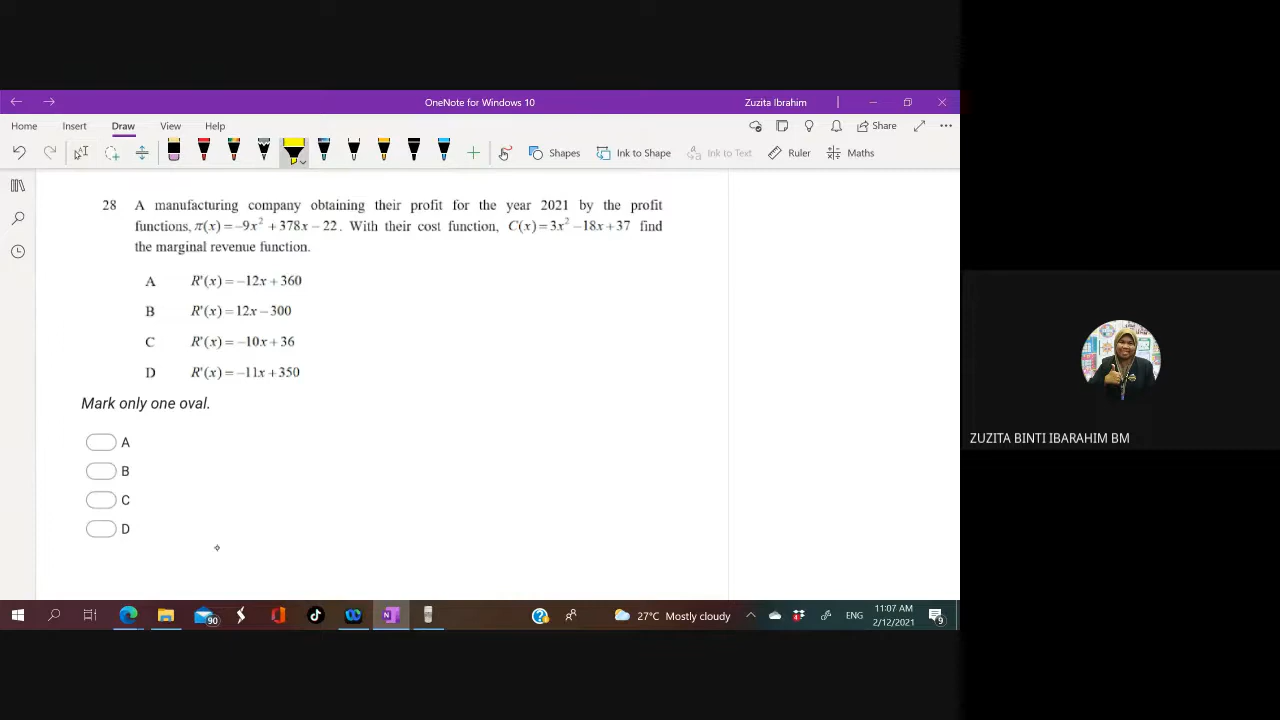 OneNote for Windows 10
Zuzita Ibrahim
Home Insert Draw View Help
Share
Shapes Ink to Shape Ink to Text Ruler Maths
28 A manufacturing company obtaining their profit for the year 2021 by the profit
functions, π(x) = −9x² + 378x − 22. With their cost function, C(x) = 3x² −18x + 37 find
the marginal revenue function.
A R'(x) = −12x + 360
B R'(x) = 12x − 300
C R'(x) = −10x + 36
D R'(x) = −11x + 350
Mark only one oval.
A
B
C
D
ZUZITA BINTI IBARAHIM BM
90
27°C Mostly cloudy
ENG
11:07 AM
2/12/2021
9